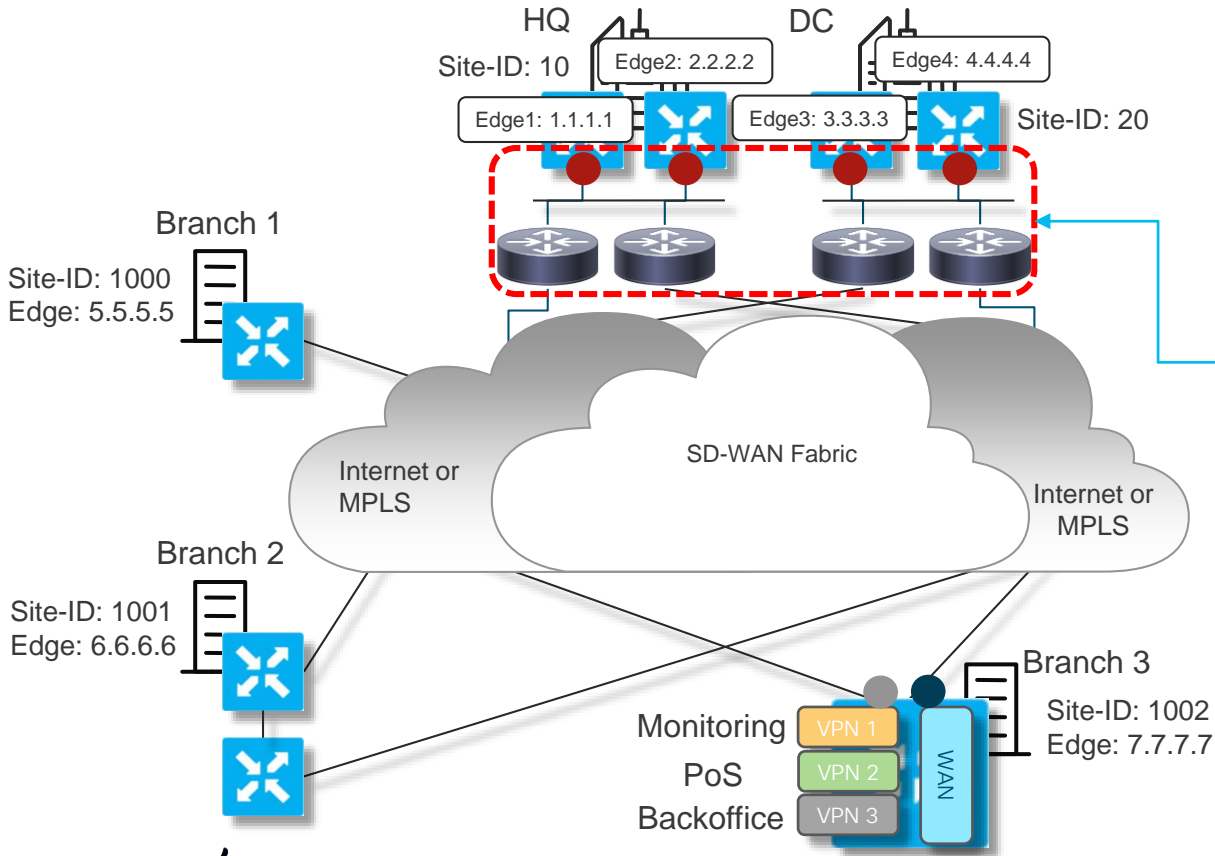 HQ
DC
Site-ID: 10
Edge2: 2.2.2.2
Edge4: 4.4.4.4
Edge1: 1.1.1.1
Edge3: 3.3.3.3
Site-ID: 20
Branch 1
Site-ID: 1000
Edge: 5.5.5.5
SD-WAN Fabric
Internet or
MPLS
Internet or
MPLS
Branch 2
Site-ID: 1001
Edge: 6.6.6.6
Branch 3
Site-ID: 1002
Edge: 7.7.7.7
Monitoring
VPN 1
PoS
VPN 2
Backoffice
VPN 3
WAN